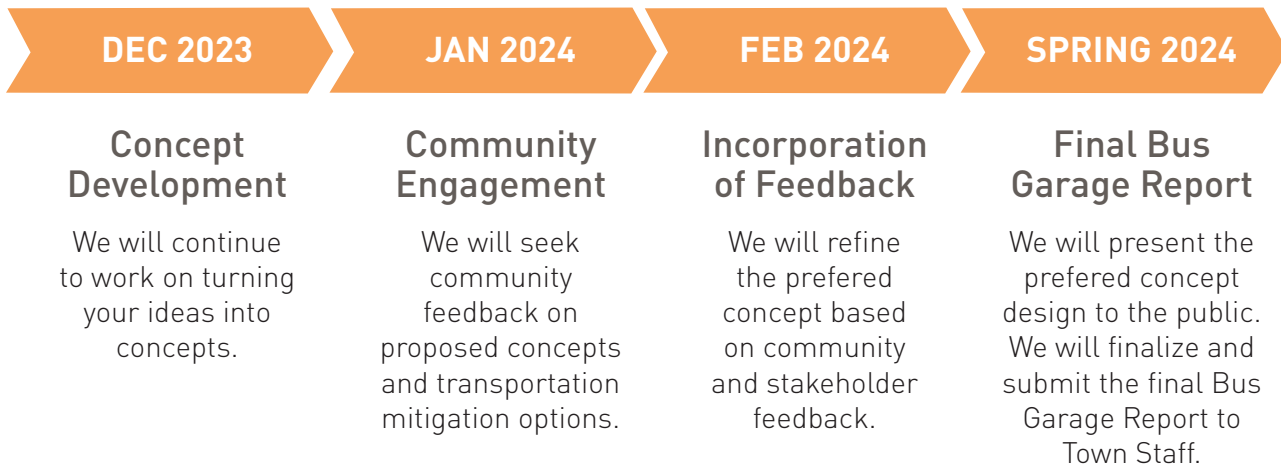 DEC 2023
JAN 2024
FEB 2024
SPRING 2024
Concept
Development
We will continue
to work on turning
your ideas into
concepts.
Community
Engagement
We will seek
community
feedback on
proposed concepts
and transportation
mitigation options.
Incorporation
of Feedback
We will refine
the prefered
concept based
on community
and stakeholder
feedback.
Final Bus
Garage Report
We will present the
prefered concept
design to the public.
We will finalize and
submit the final Bus
Garage Report to
Town Staff.